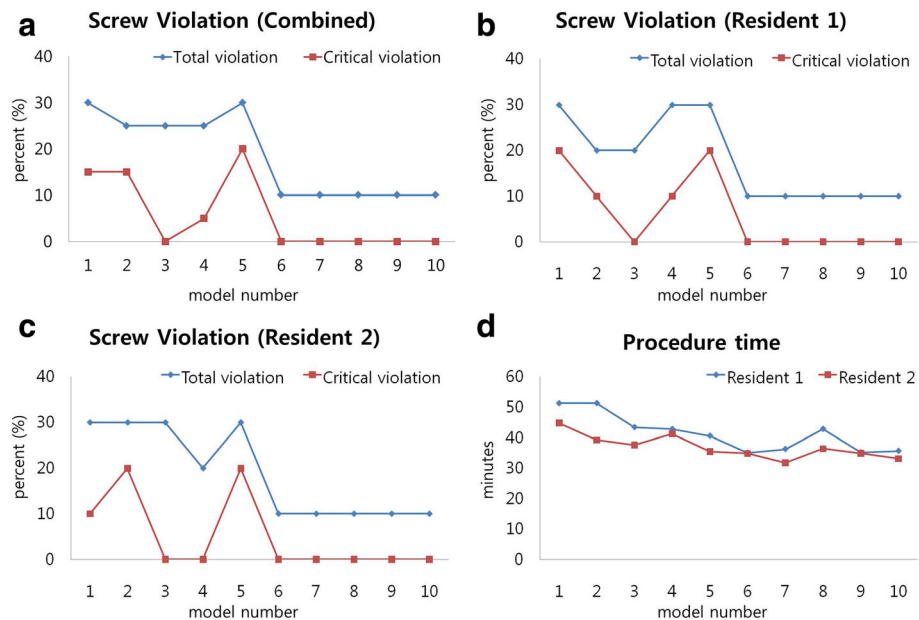 a Screw Violation (Combined)
Total violation Critical violation
percent (%)
40
30
20
10
0
1 2 3 4 5 6 7 8 9 10
model number
b Screw Violation (Resident 1)
Total violation Critical violation
percent (%)
40
30
20
10
0
1 2 3 4 5 6 7 8 9 10
model number
c Screw Violation (Resident 2)
Total violation Critical violation
percent (%)
40
30
20
10
0
1 2 3 4 5 6 7 8 9 10
model number
d Procedure time
Resident 1 Resident 2
minutes
60
50
40
30
20
10
0
1 2 3 4 5 6 7 8 9 10
model number